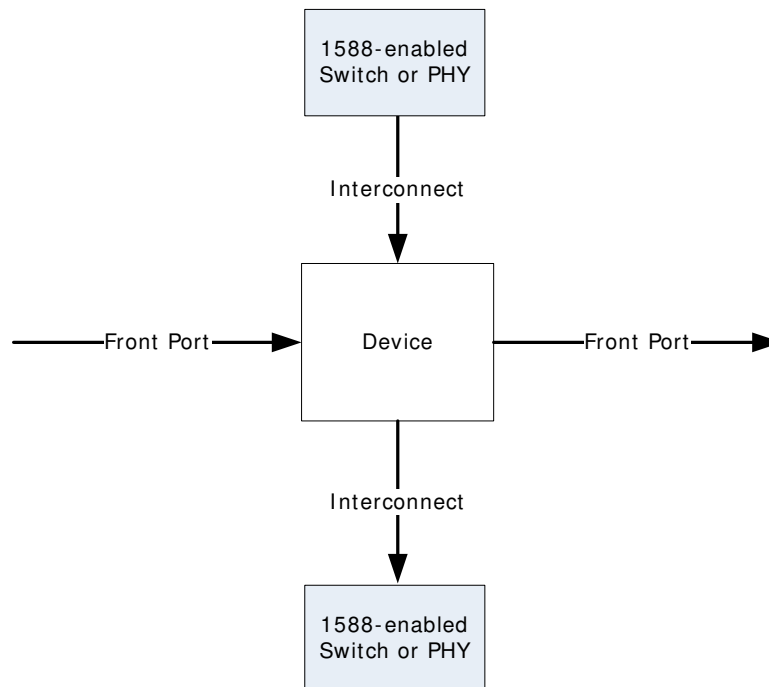 1588-enabled
Switch or PHY
Interconnect
Front Port
Device
Front Port
Interconnect
1588-enabled
Switch or PHY